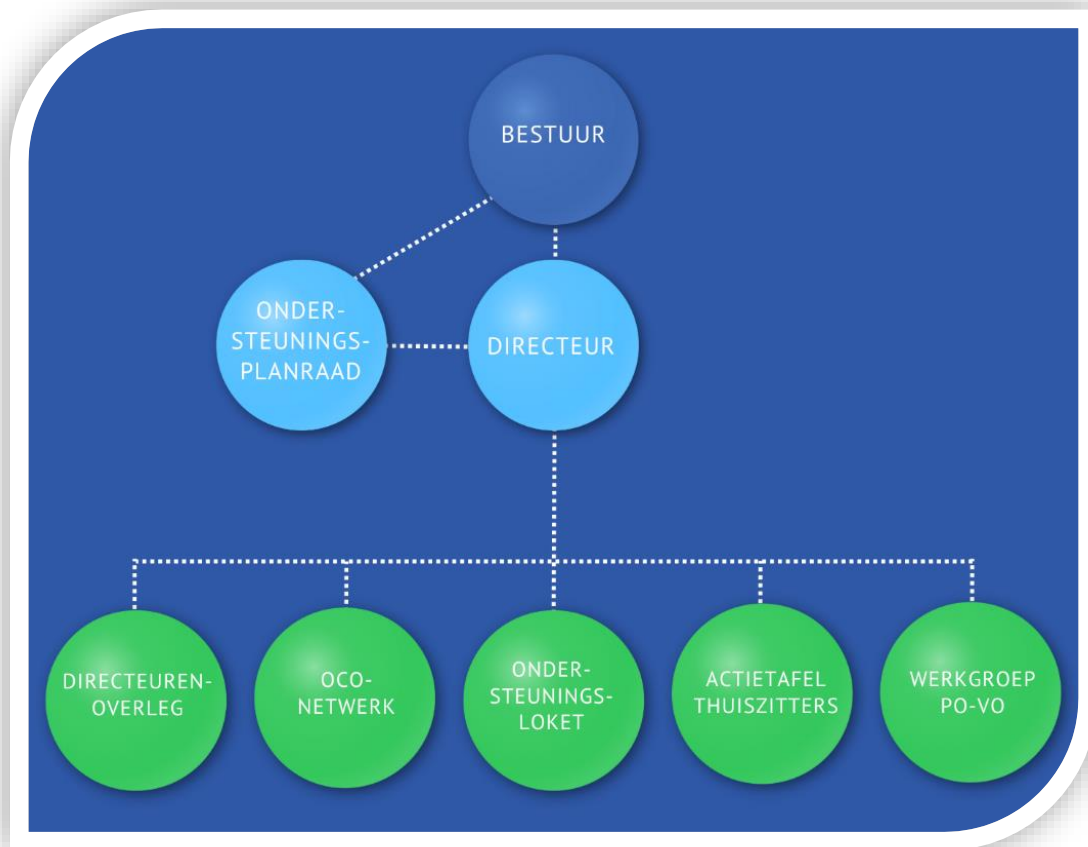 BESTUUR
ONDER-
STEUNINGS-
PLANRAAD
DIRECTEUR
DIRECTEUREN-
OVERLEG
OCO-
NETWERK
ONDER-
STEUNINGS-
LOKET
ACTIETAFEL
THUISZITTERS
WERKGROEP
PO-VO